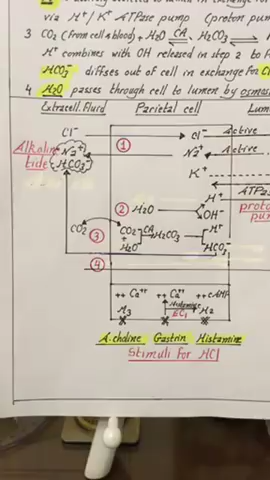 via H⁺/K⁺ ATPase pump (proton pum
3 CO₂ (from cell & blood) + H₂O ⇌ CA H₂CO₃ ⇌
H⁺ combines with OH released in step 2 to
HCO₃⁻ diffuses out of cell in exchange for Cl
4 H₂O passes through cell to lumen by osmos
Extracell. Fluid Parietal cell Lum
Cl⁻ Cl⁻ Active
Alkaline tide
Na⁺ ① Na⁺ Active
HCO₃⁻
K⁺
H⁺ ATPa
② H₂O OH⁻ proto
pu
CO₂ CO₂ CA H₂CO₃ H⁺
③ + H₂O HCO₃⁻
④
++ Ca⁺⁺ ++ Ca⁺⁺ ++ cAMP
Histamine
M₃ ECl H₂
A.choline Gastrin Histamine
Stimuli for HCl